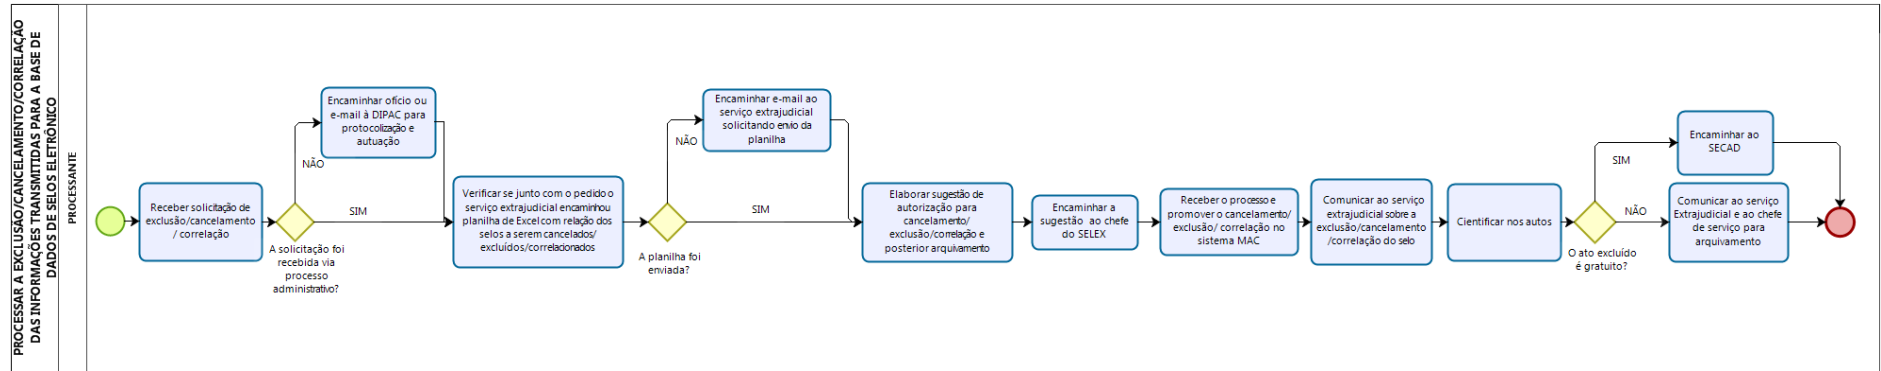 PROCESSAR A EXCLUSÃO/CANCELAMENTO/CORRELAÇÃO
DAS INFORMAÇÕES TRANSMITIDAS PARA A BASE DE
DADOS DE SELOS ELETRÔNICO
PROCESSANTE
Receber solicitação de
exclusão/cancelamento
/ correlação
A solicitação foi
recebida via
processo
administrativo?
NÃO
SIM
Encaminhar ofício ou
e-mail à DIPAC para
protocolização e
autuação
Verificar se junto com o pedido o
serviço extrajudicial encaminhou
planilha de Excel com relação dos
selos a serem cancelados/
excluídos/correlacionados
A planilha foi
enviada?
NÃO
SIM
Encaminhar e-mail ao
serviço extrajudicial
solicitando envio da
planilha
Elaborar sugestão de
autorização para
cancelamento/
exclusão/correlação e
posterior arquivamento
Encaminhar a
sugestão ao chefe
do SELEX
Receber o processo e
promover o cancelamento/
exclusão/ correlação no
sistema MAC
Comunicar ao serviço
extrajudicial sobre a
exclusão/cancelamento
/correlação do selo
Cientificar nos autos
O ato excluído
é gratuito?
SIM
NÃO
Encaminhar ao
SECAD
Comunicar ao serviço
Extrajudicial e ao chefe
de serviço para
arquivamento